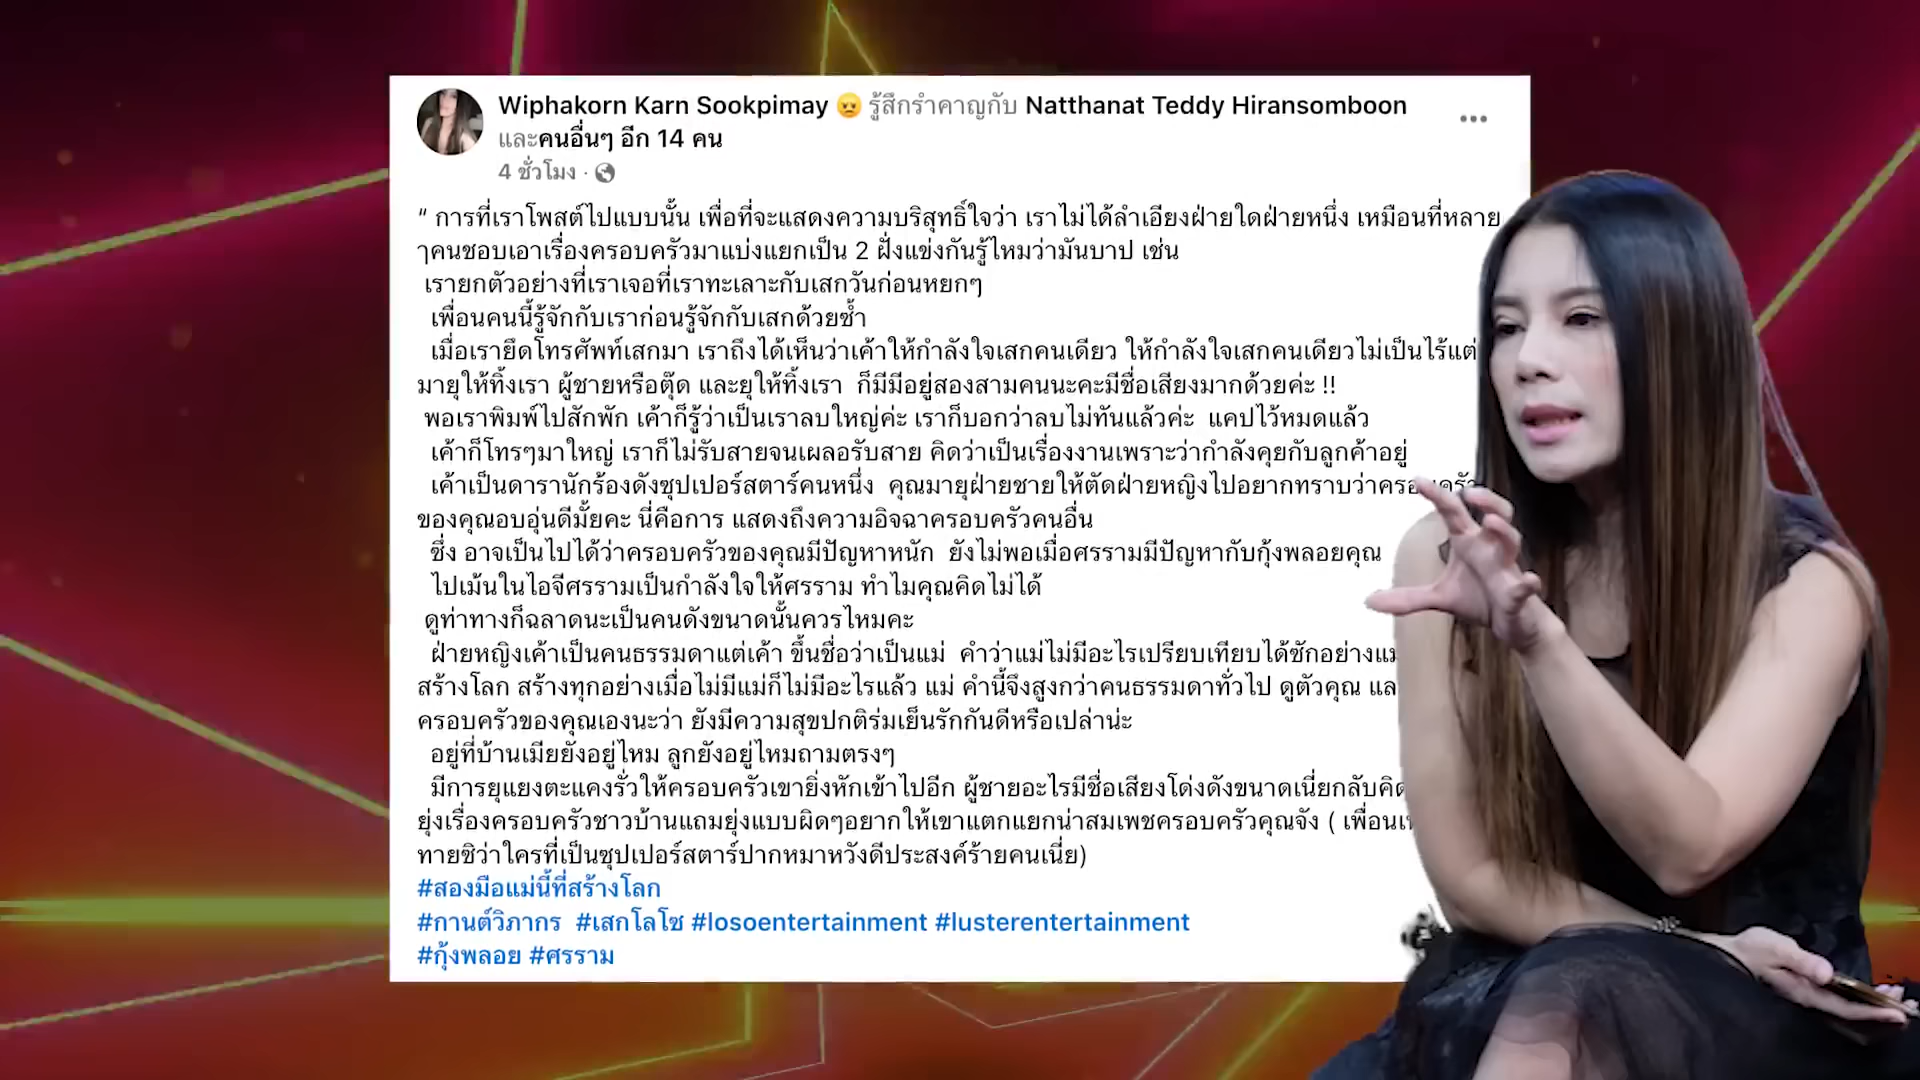 Wiphakorn Karn Sookpimay 😠 รู้สึกรำคาญกับ Natthanat Teddy Hiransomboon
และคนอื่นๆ อีก 14 คน
4 ชั่วโมง ·
“ การที่เราโพสต์ไปแบบนั้น เพื่อที่จะแสดงความบริสุทธิ์ใจว่า เราไม่ได้ลำเอียงฝ่ายใดฝ่ายหนึ่ง เหมือนที่หลาย
ๆคนชอบเอาเรื่องครอบครัวมาแบ่งแยกเป็น 2 ฝั่งแข่งกันรู้ไหมว่ามันบาป เช่น
เรายกตัวอย่างที่เราเจอที่เราทะเลาะกับเสกวันก่อนหยกๆ
เพื่อนคนนี้รู้จักกับเราก่อนรู้จักกับเสกด้วยซ้ำ
เมื่อเรายึดโทรศัพท์เสกมา เราถึงได้เห็นว่าเค้าให้กำลังใจเสกคนเดียว ให้กำลังใจเสกคนเดียวไม่เป็นไร้แต่
มายุให้ทิ้งเรา ผู้ชายหรือตุ๊ด และยุให้ทิ้งเรา ก็มีมีอยู่สองสามคนนะคะมีชื่อเสียงมากด้วยค่ะ !!
พอเราพิมพ์ไปสักพัก เค้าก็รู้ว่าเป็นเราลบใหญ่ค่ะ เราก็บอกว่าลบไม่ทันแล้วค่ะ แคปไว้หมดแล้ว
เค้าก็โทรๆมาใหญ่ เราก็ไม่รับสายจนเผลอรับสาย คิดว่าเป็นเรื่องงานเพราะว่ากำลังคุยกับลูกค้าอยู่
เค้าเป็นดารานักร้องดังซุปเปอร์สตาร์คนหนึ่ง คุณมายุฝ่ายชายให้ตัดฝ่ายหญิงไปอยากทราบว่าครอบครัว
ของคุณอบอุ่นดีมั้ยคะ นี่คือการ แสดงถึงความอิจฉาครอบครัวคนอื่น
ซึ่ง อาจเป็นไปได้ว่าครอบครัวของคุณมีปัญหาหนัก ยังไม่พอเมื่อศรรามมีปัญหากับกุ้งพลอยคุณ
ไปเม้นในไอจีศรรามเป็นกำลังใจให้ศรราม ทำไมคุณคิดไม่ได้
ดูท่าทางก็ฉลาดนะเป็นคนดังขนาดนั้นควรไหมคะ
ฝ่ายหญิงเค้าเป็นคนธรรมดาแต่เค้า ขึ้นชื่อว่าเป็นแม่ คำว่าแม่ไม่มีอะไรเปรียบเทียบได้ซักอย่างแม่
สร้างโลก สร้างทุกอย่างเมื่อไม่มีแม่ก็ไม่มีอะไรแล้ว แม่ คำนี้จึงสูงกว่าคนธรรมดาทั่วไป ดูตัวคุณ และ
ครอบครัวของคุณเองนะว่า ยังมีความสุขปกติร่มเย็นรักกันดีหรือเปล่าน่ะ
อยู่ที่บ้านเมียยังอยู่ไหม ลูกยังอยู่ไหมถามตรงๆ
มีการยุแยงตะแคงรั่วให้ครอบครัวเขายิ่งหักเข้าไปอีก ผู้ชายอะไรมีชื่อเสียงโด่งดังขนาดเนี่ยกลับคิด
ยุ่งเรื่องครอบครัวชาวบ้านแถมยุ่งแบบผิดๆอยากให้เขาแตกแยกน่าสมเพชครอบครัวคุณจัง ( เพื่อน
ทายซิว่าใครที่เป็นซุปเปอร์สตาร์ปากหมาหวังดีประสงค์ร้ายคนเนี่ย)
#สองมือแม่นี้ที่สร้างโลก
#กานต์วิภากร #เสกโลโซ #losoentertainment #lusterentertainment
#กุ้งพลอย #ศรราม